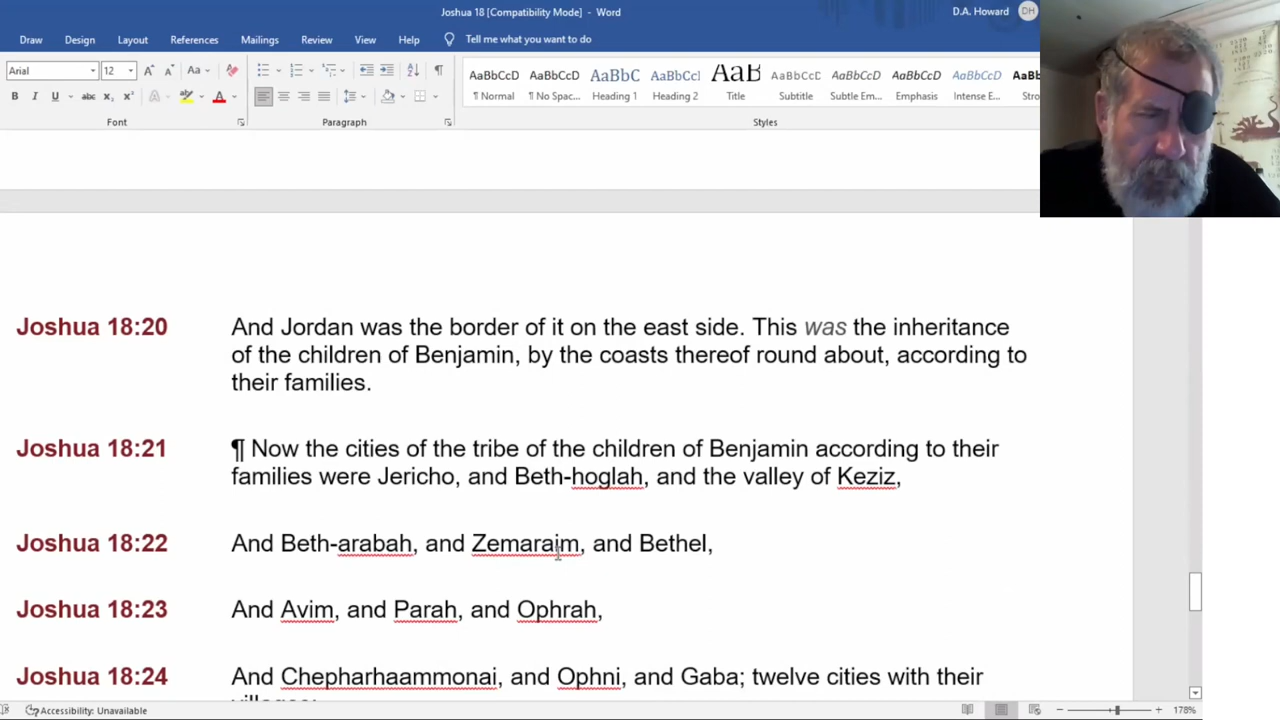 Joshua 18 [Compatibility Mode] - Word
D.A. Howard DH
Draw Design Layout References Mailings Review View Help Tell me what you want to do
Arial 12 A A Aa
AaBbCcD AaBbCcD AaBbC AaBbCcl AaB AaBbCcD AaBbCcD AaBbCcD AaBbCcD AaBb
B I U abc x₂ x² A A
¶ Normal ¶ No Spac... Heading 1 Heading 2 Title Subtitle Subtle Em... Emphasis Intense E... Stro
Font Paragraph Styles
Joshua 18:20 And Jordan was the border of it on the east side. This was the inheritance
of the children of Benjamin, by the coasts thereof round about, according to
their families.
Joshua 18:21 ¶ Now the cities of the tribe of the children of Benjamin according to their
families were Jericho, and Beth-hoglah, and the valley of Keziz,
Joshua 18:22 And Beth-arabah, and Zemaraim, and Bethel,
Joshua 18:23 And Avim, and Parah, and Ophrah,
Joshua 18:24 And Chepharhaammonai, and Ophni, and Gaba; twelve cities with their
Accessibility: Unavailable 178%